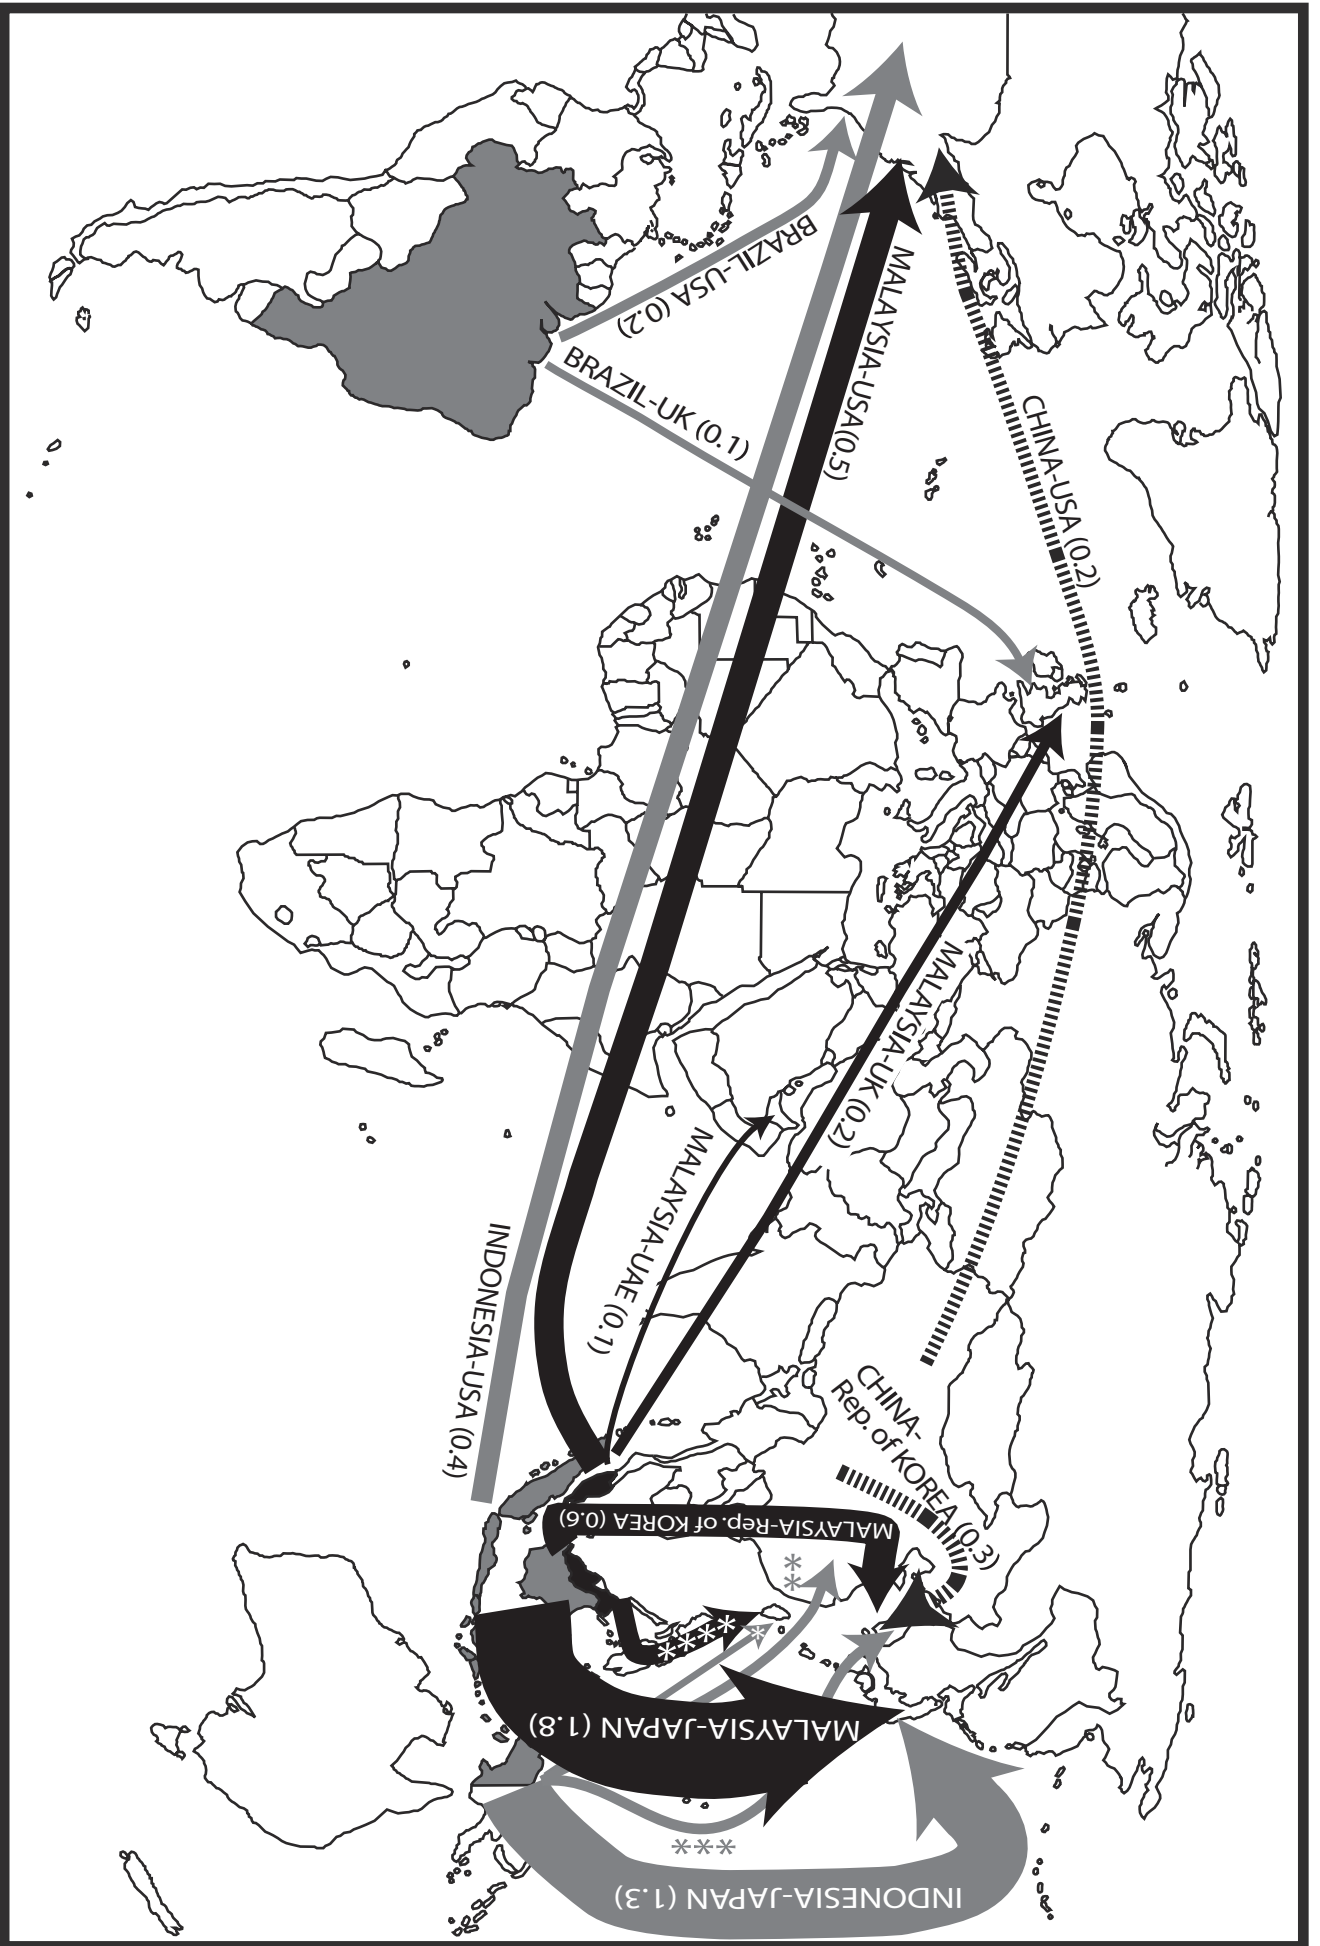 BRAZIL-USA (0.2)
BRAZIL-UK (0.1)
MALAYSIA-USA(0.5)
CHINA-USA (0.2)
MALAYSIA-UK (0.2)
MALAYSIA-UAE (0.1)
INDONESIA-USA (0.4)
CHINA-
Rep. of KOREA (0.3)
MALAYSIA-Rep. of KOREA (0.6)
**
****
*
MALAYSIA-JAPAN (1.8)
***
INDONESIA-JAPAN (1.3)